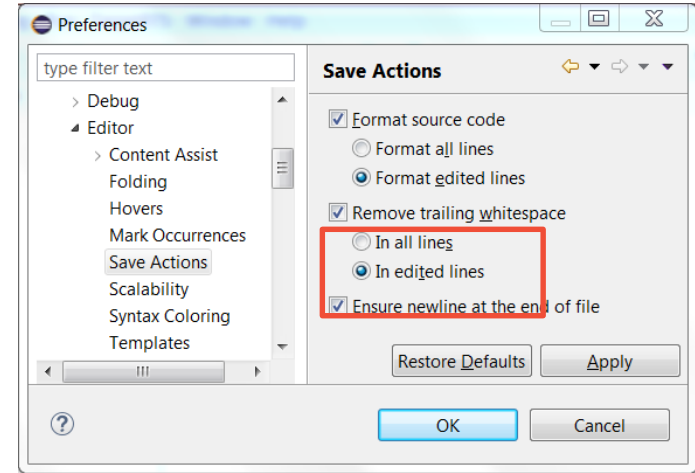 Preferences
type filter text
Debug
Editor
Content Assist
Folding
Hovers
Mark Occurrences
Save Actions
Scalability
Syntax Coloring
Templates
Save Actions
Format source code
Format all lines
Format edited lines
Remove trailing whitespace
In all lines
In edited lines
Ensure newline at the end of file
Restore Defaults
Apply
?
OK
Cancel